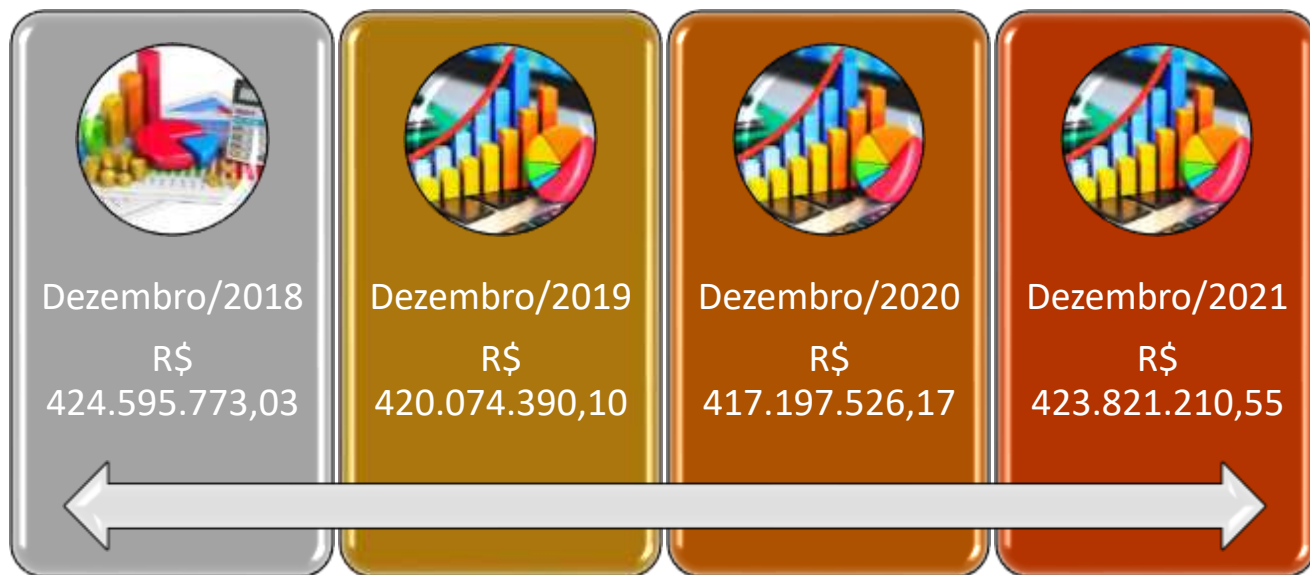 Dezembro/2018
R$
424.595.773,03
Dezembro/2019
R$
420.074.390,10
Dezembro/2020
R$
417.197.526,17
Dezembro/2021
R$
423.821.210,55